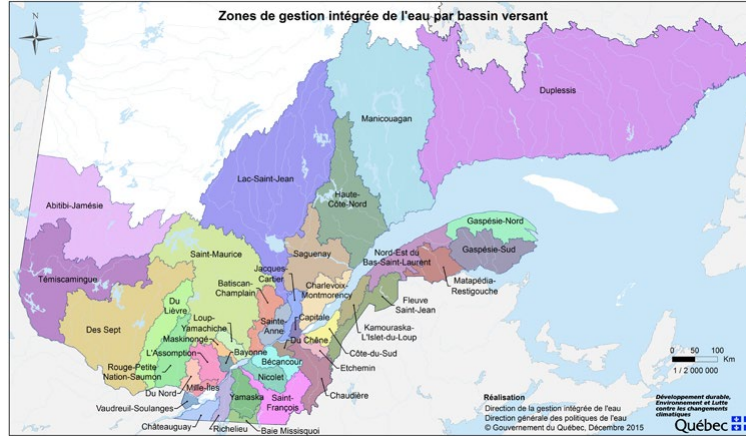 Zones de gestion intégrée de l'eau par bassin versant
N
Duplessis
Manicouagan
Lac-Saint-Jean
Haute-
Côte-Nord
Abitibi-Jamésie
Gaspésie-Nord
Gaspésie-Sud
Saint-Maurice
Saguenay
Nord-Est du
Bas-Saint-Laurent
Témiscamingue
Jacques-
Cartier
Batiscan-
Champlain
Charlevoix-
Montmorency
Matapédia-
Restigouche
Fleuve
Saint-Jean
Des Sept
Du
Lièvre
Loup-
Yamachiche
Sainte-
Anne
Capitale
Kamouraska-
L'Islet-du-Loup
Maskinongé
Du Chêne
L'Assomption
Bayonne
Côte-du-Sud
Bécancour
Etchemin
Rouge-Petite
Nation-Saumon
Nicolet
Mille-Îles
Du Nord
Chaudière
Yamaska
Saint-
François
Vaudreuil-Soulanges
Châteauguay
Richelieu
Baie Missisquoi
0 50 100
Km
1 / 2 000 000
Réalisation
Direction de la gestion intégrée de l'eau
Direction générale des politiques de l'eau
© Gouvernement du Québec, Décembre 2015
Développement durable,
Environnement et Lutte
contre les changements
climatiques
Québec